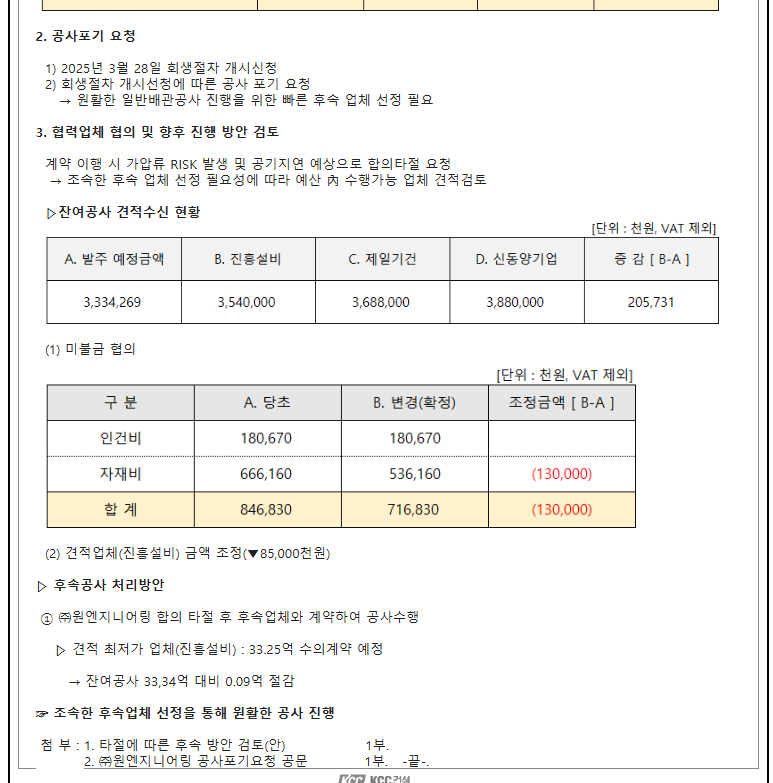 2. 공사포기 요청
1) 2025년 3월 28일 회생절차 개시신청
2) 회생절차 개시선청에 따른 공사 포기 요청
→ 원활한 일반배관공사 진행을 위한 빠른 후속 업체 선정 필요
3. 협력업체 협의 및 향후 진행 방안 검토
계약 이행 시 가압류 RISK 발생 및 공기지연 예상으로 합의타절 요청
→ 조속한 후속 업체 선정 필요성에 따라 예산 內 수행가능 업체 견적검토
▷잔여공사 견적수신 현황
[단위 : 천원, VAT 제외]
A. 발주 예정금액 B. 진흥설비 C. 제일기건 D. 신동양기업 증 감 [ B-A ]
3,334,269 3,540,000 3,688,000 3,880,000 205,731
(1) 미불금 협의
[단위 : 천원, VAT 제외]
구 분 A. 당초 B. 변경(확정) 조정금액 [ B-A ]
인건비 180,670 180,670
자재비 666,160 536,160 (130,000)
합 계 846,830 716,830 (130,000)
(2) 견적업체(진흥설비) 금액 조정(▼85,000천원)
▷ 후속공사 처리방안
① ㈜원엔지니어링 합의 타절 후 후속업체와 계약하여 공사수행
▷ 견적 최저가 업체(진흥설비) : 33.25억 수의계약 예정
→ 잔여공사 33,34억 대비 0.09억 절감
☞ 조속한 후속업체 선정을 통해 원활한 공사 진행
첨 부 : 1. 타절에 따른 후속 방안 검토(안) 1부.
2. ㈜원엔지니어링 공사포기요청 공문 1부. -끝-.
KCC KCC건설